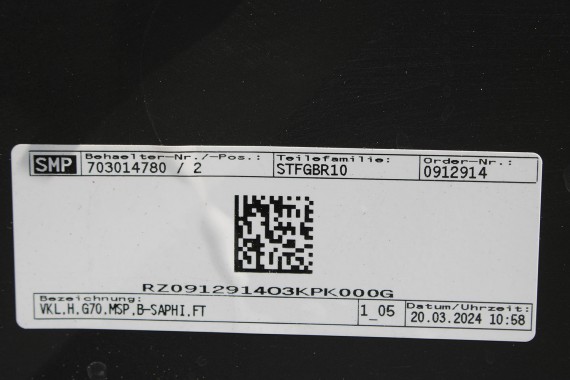 SMP Behaelter-Nr./-Pos.: Teilefamilie: Order-Nr.:
703014780 / 2 STFGBR10 0912914
RZ0912914O3KPK000G
Bezeichnung: Datum/Uhrzeit:
VKL.H.G70.MSP.B-SAPHI.FT 1_05 20.03.2024 10:58